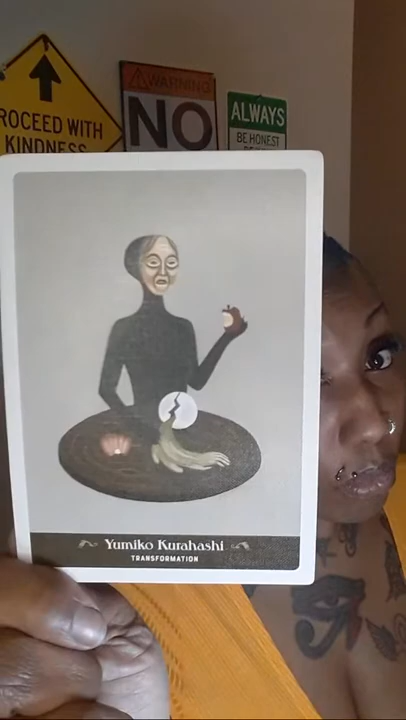 PROCEED WITH
KINDNESS
WARNING
NO
ALWAYS
BE HONEST
Yumiko Kurahashi
TRANSFORMATION